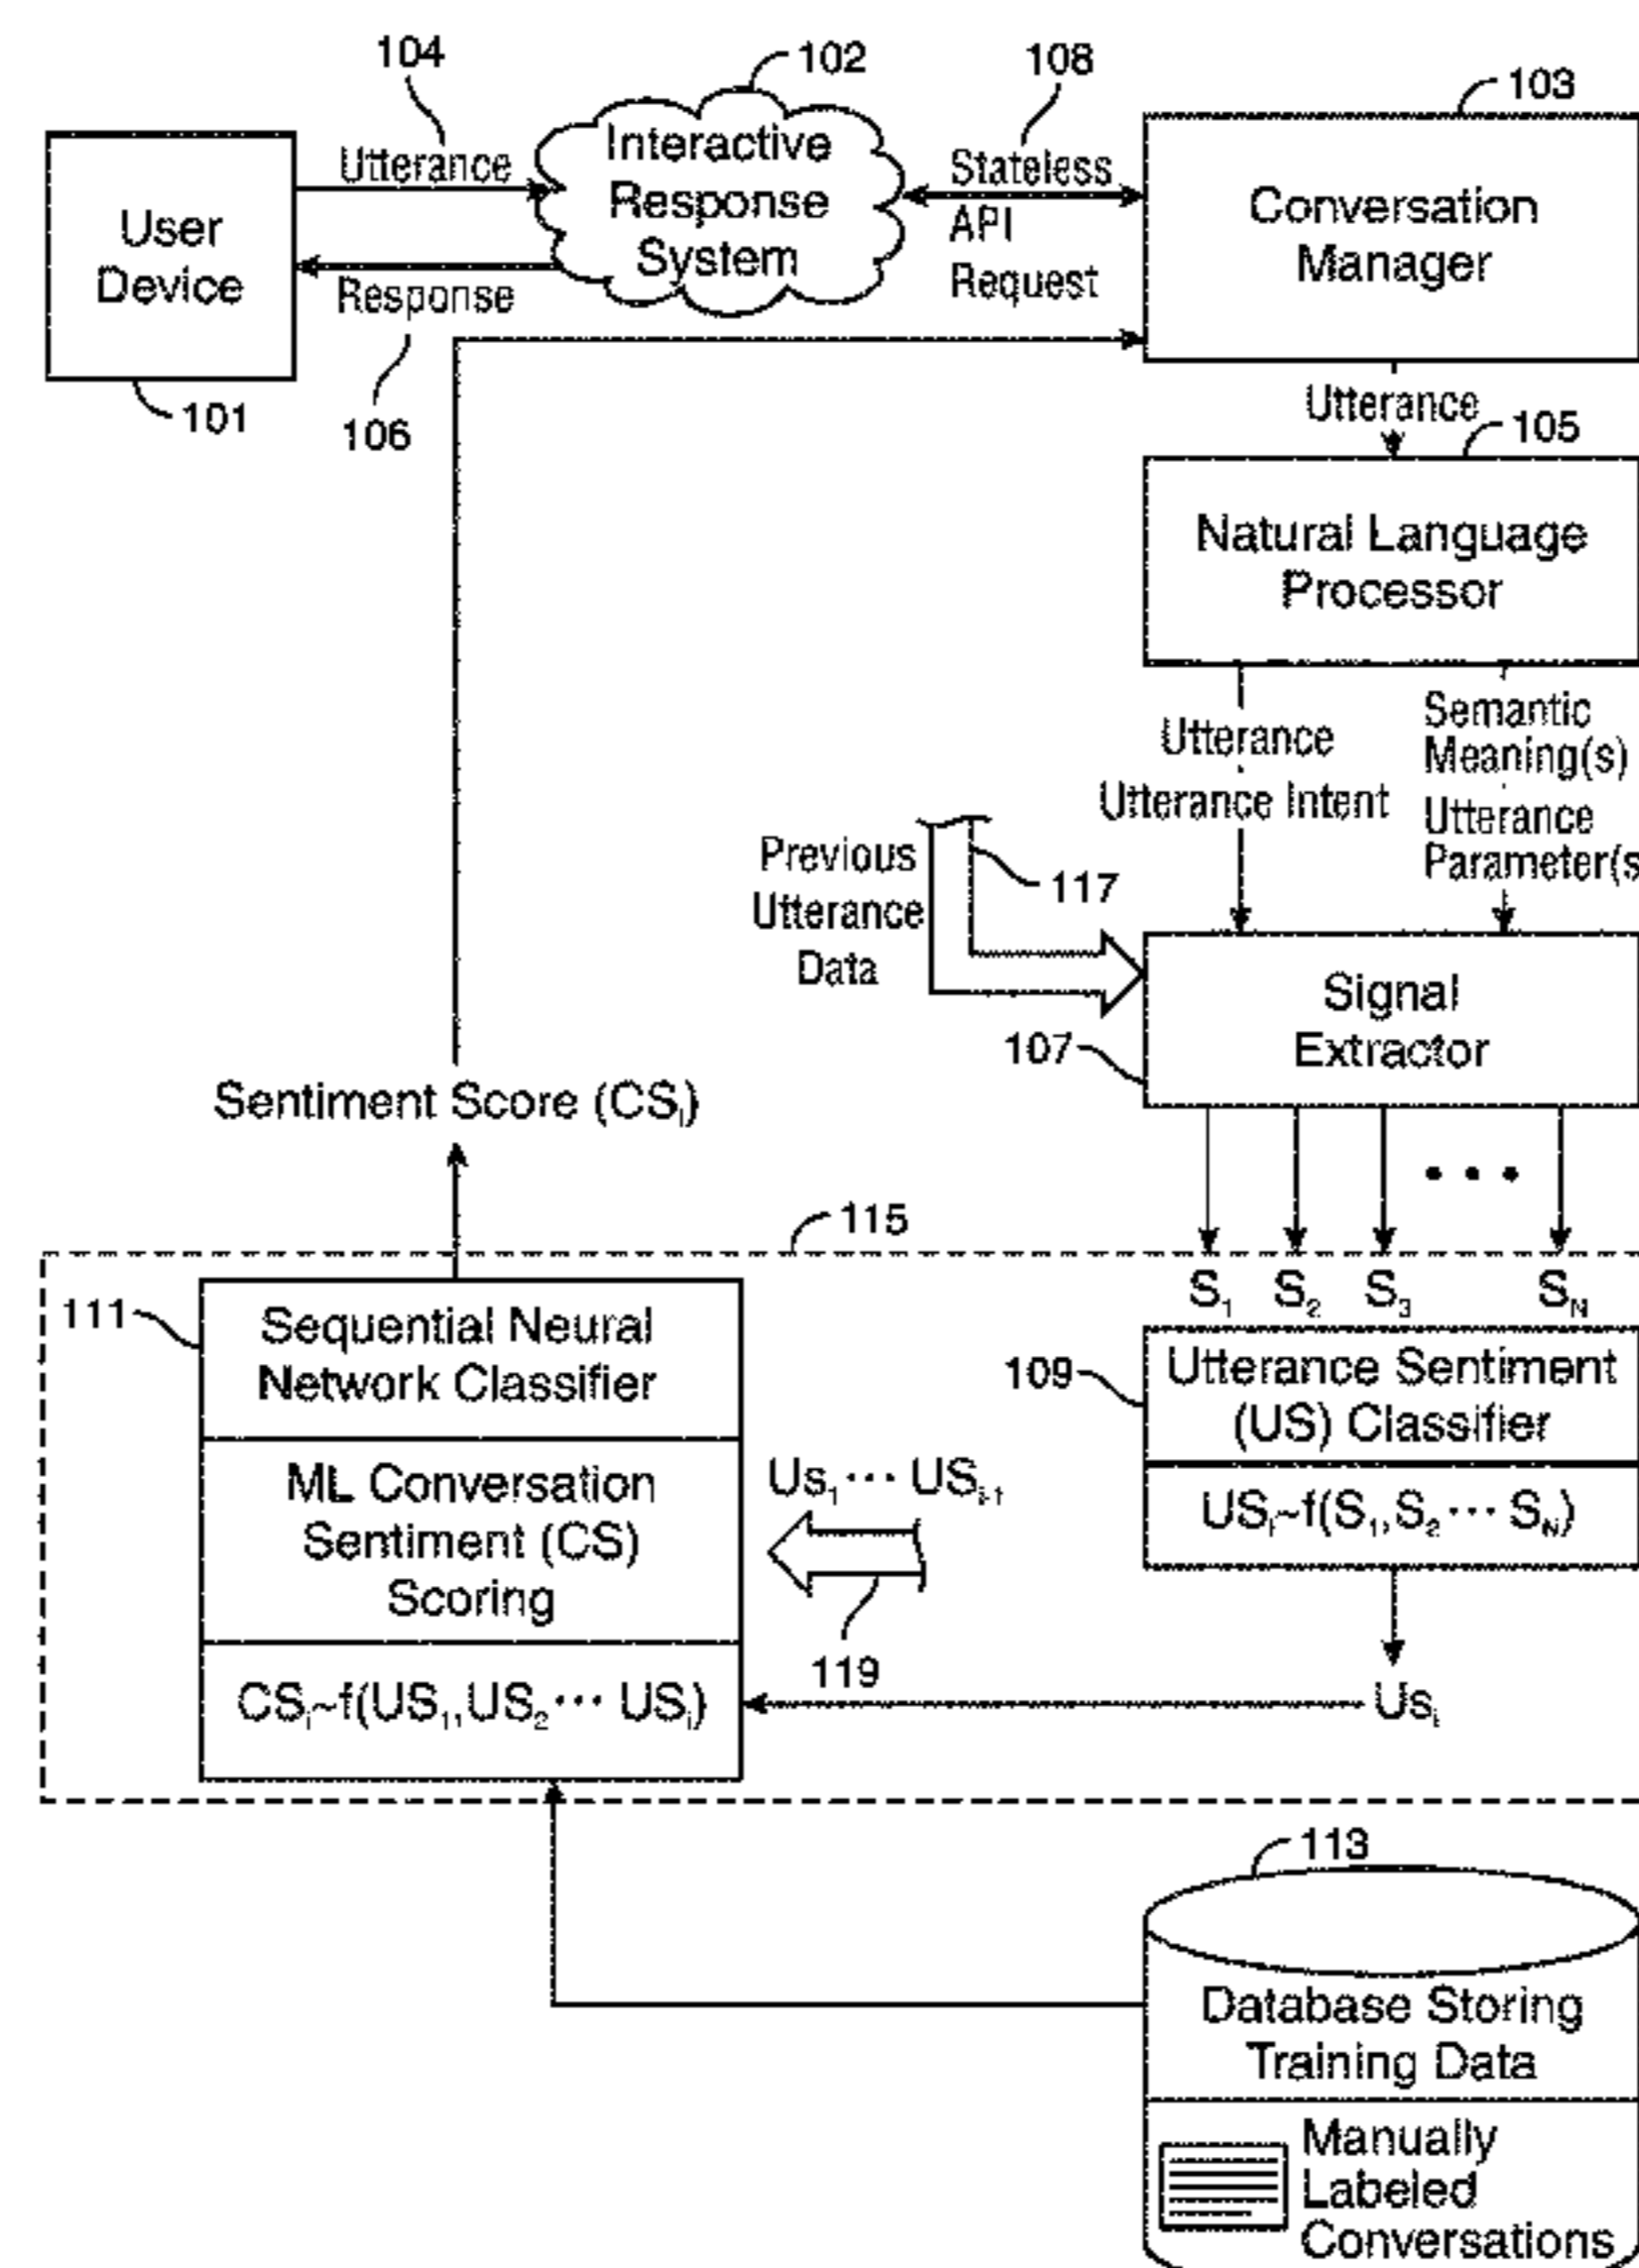 104
102
108
103
Utterance
Interactive
Response
System
Stateless
API
Request
Conversation
Manager
User
Device
Response
101
106
Utterance
105
Natural Language
Processor
Utterance
Utterance Intent
Semantic
Meaning(s)
Utterance
Parameter(s
Previous
Utterance
Data
117
107
Signal
Extractor
Sentiment Score (CSᵢ)
115
S₁ S₂ S₃ ••• S_N
111
Sequential Neural
Network Classifier
109
Utterance Sentiment
(US) Classifier
ML Conversation
Sentiment (CS)
Scoring
Us₁ ··· USᵢ₋₁
USᵢ~f(S₁,S₂ ··· S_N)
119
CSᵢ~f(US₁,US₂ ··· USᵢ)
Usᵢ
113
Database Storing
Training Data
Manually
Labeled
Conversations